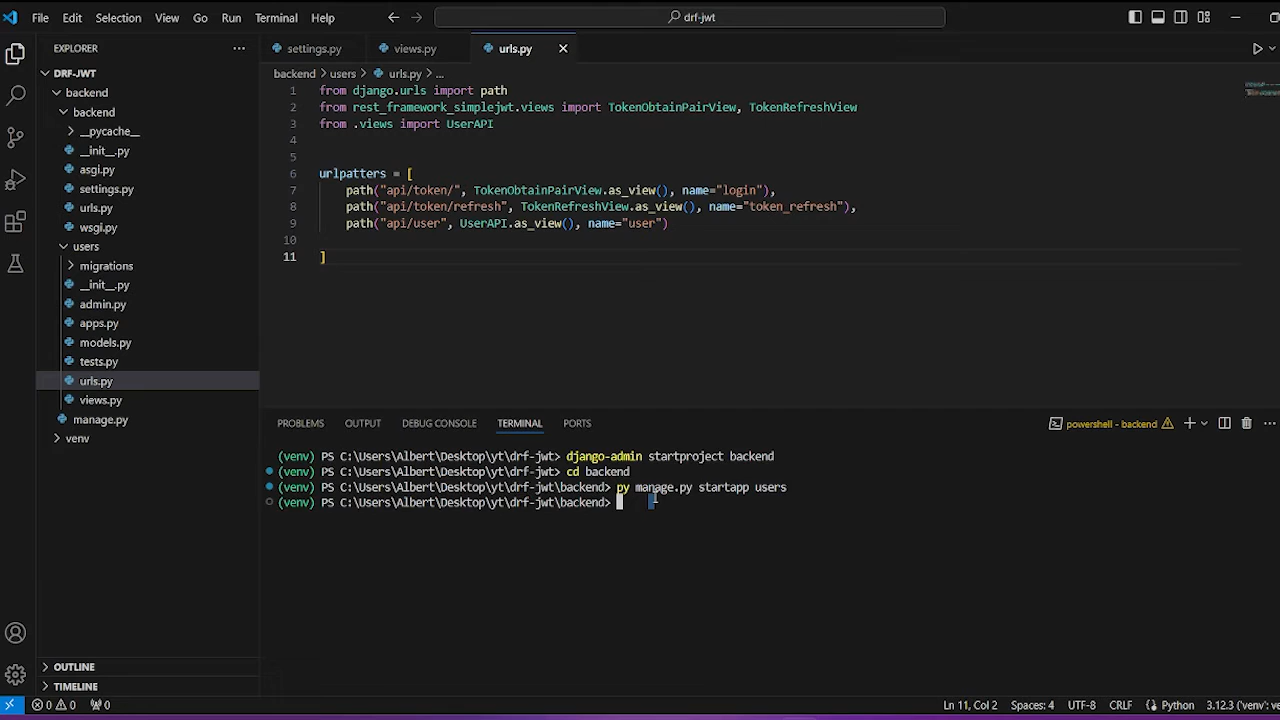 File Edit Selection View Go Run Terminal Help
drf-jwt
EXPLORER
settings.py
views.py
urls.py
DRF-JWT
backend
backend
__pycache__
__init__.py
asgi.py
settings.py
urls.py
wsgi.py
users
migrations
__init__.py
admin.py
apps.py
models.py
tests.py
urls.py
views.py
manage.py
venv
OUTLINE
TIMELINE
backend users urls.py ...
1 from django.urls import path
2 from rest_framework_simplejwt.views import TokenObtainPairView, TokenRefreshView
3 from .views import UserAPI
4
5
6 urlpatters = [
7 path("api/token/", TokenObtainPairView.as_view(), name="login"),
8 path("api/token/refresh", TokenRefreshView.as_view(), name="token_refresh"),
9 path("api/user", UserAPI.as_view(), name="user")
10
11 ]
PROBLEMS OUTPUT DEBUG CONSOLE TERMINAL PORTS
powershell - backend
(venv) PS C:\Users\Albert\Desktop\yt\drf-jwt> django-admin startproject backend
(venv) PS C:\Users\Albert\Desktop\yt\drf-jwt> cd backend
(venv) PS C:\Users\Albert\Desktop\yt\drf-jwt\backend> py manage.py startapp users
(venv) PS C:\Users\Albert\Desktop\yt\drf-jwt\backend>
0 0 0
Ln 11, Col 2 Spaces: 4 UTF-8 CRLF Python 3.12.3 ('venv': ve